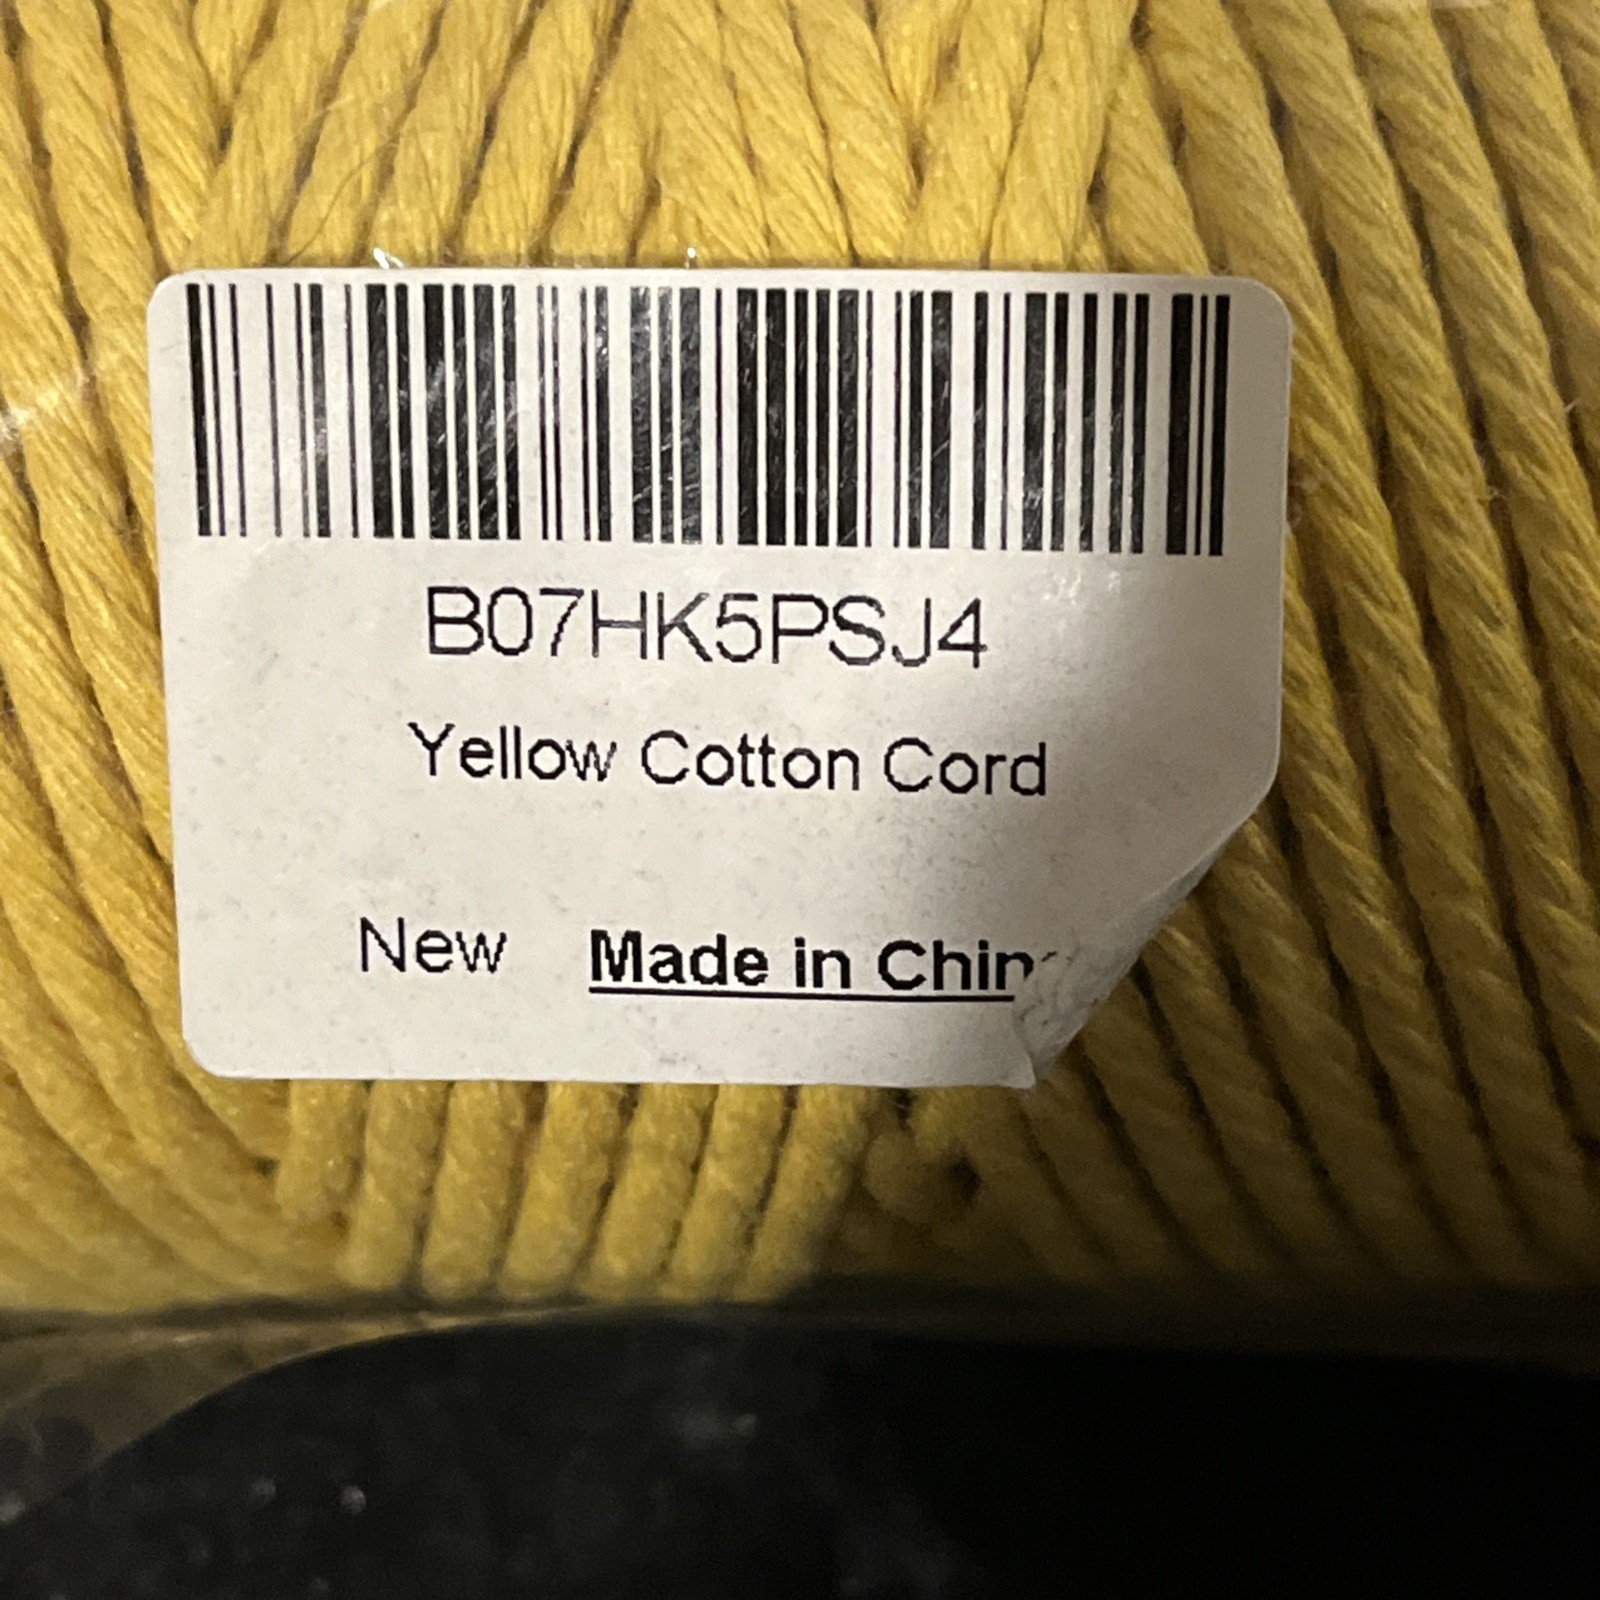 B07HK5PSJ4
Yellow Cotton Cord
New Made in Chin